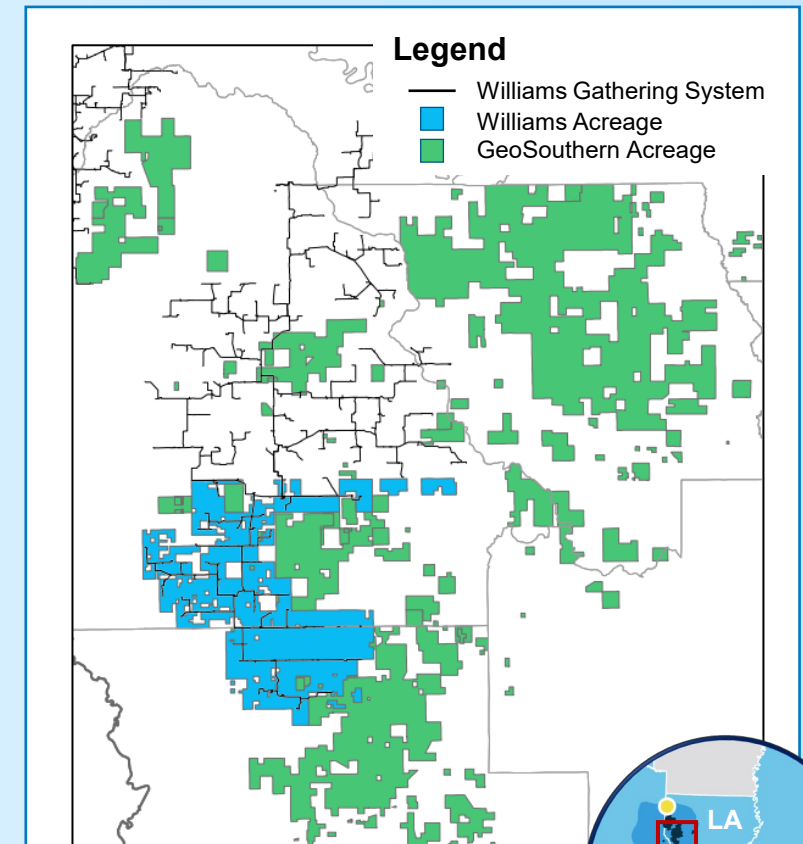 Legend
Williams Gathering System
Williams Acreage
GeoSouthern Acreage
LA